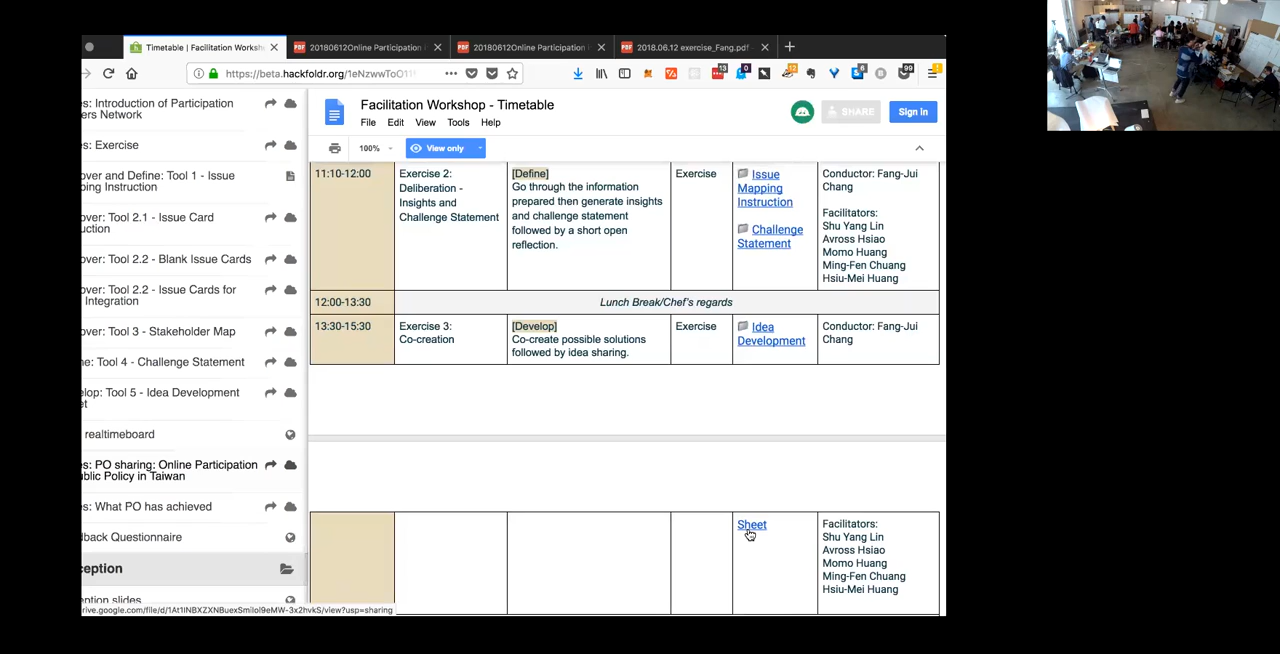 Timetable | Facilitation Worksh
20180612Online Participation
20180612Online Participation
2018.06.12 exercise_Fang.pdf
https://beta.hackfoldr.org/
13
12
6
99
Facilitation Workshop - Timetable
File Edit View Tools Help
SHARE
Sign in
100%
View only
es: Introduction of Participation
ers Network
es: Exercise
over and Define: Tool 1 - Issue
ping Instruction
over: Tool 2.1 - Issue Card
uction
over: Tool 2.2 - Blank Issue Cards
over: Tool 2.2 - Issue Cards for
Integration
over: Tool 3 - Stakeholder Map
ne: Tool 4 - Challenge Statement
elop: Tool 5 - Idea Development
et
realtimeboard
es: PO sharing: Online Participation
ublic Policy in Taiwan
es: What PO has achieved
dback Questionnaire
ception
ention slides
11:10-12:00
Exercise 2:
Deliberation -
Insights and
Challenge Statement
[Define]
Go through the information
prepared then generate insights
and challenge statement
followed by a short open
reflection.
Exercise
Issue
Mapping
Instruction
Challenge
Statement
Conductor: Fang-Jui
Chang
Facilitators:
Shu Yang Lin
Avross Hsiao
Momo Huang
Ming-Fen Chuang
Hsiu-Mei Huang
12:00-13:30
Lunch Break/Chef's regards
13:30-15:30
Exercise 3:
Co-creation
[Develop]
Co-create possible solutions
followed by idea sharing.
Exercise
Idea
Development
Conductor: Fang-Jui
Chang
Sheet
Facilitators:
Shu Yang Lin
Avross Hsiao
Momo Huang
Ming-Fen Chuang
Hsiu-Mei Huang